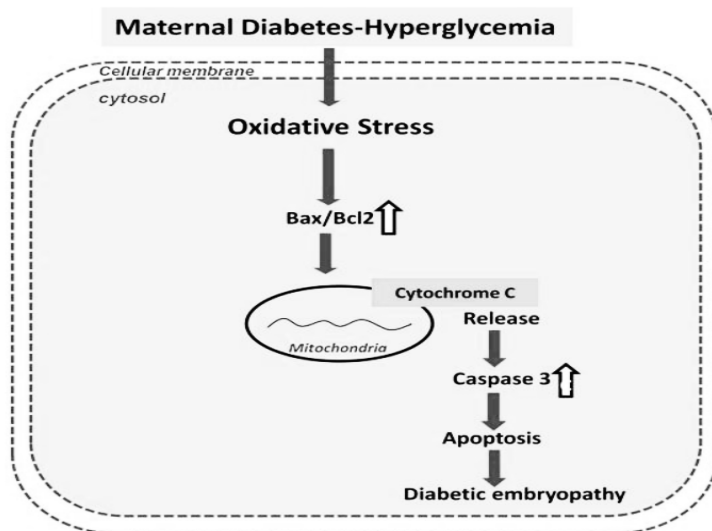 Maternal Diabetes-Hyperglycemia
Cellular membrane
cytosol
Oxidative Stress
Bax/Bcl2
Cytochrome C
Release
Mitochondria
Caspase 3
Apoptosis
Diabetic embryopathy